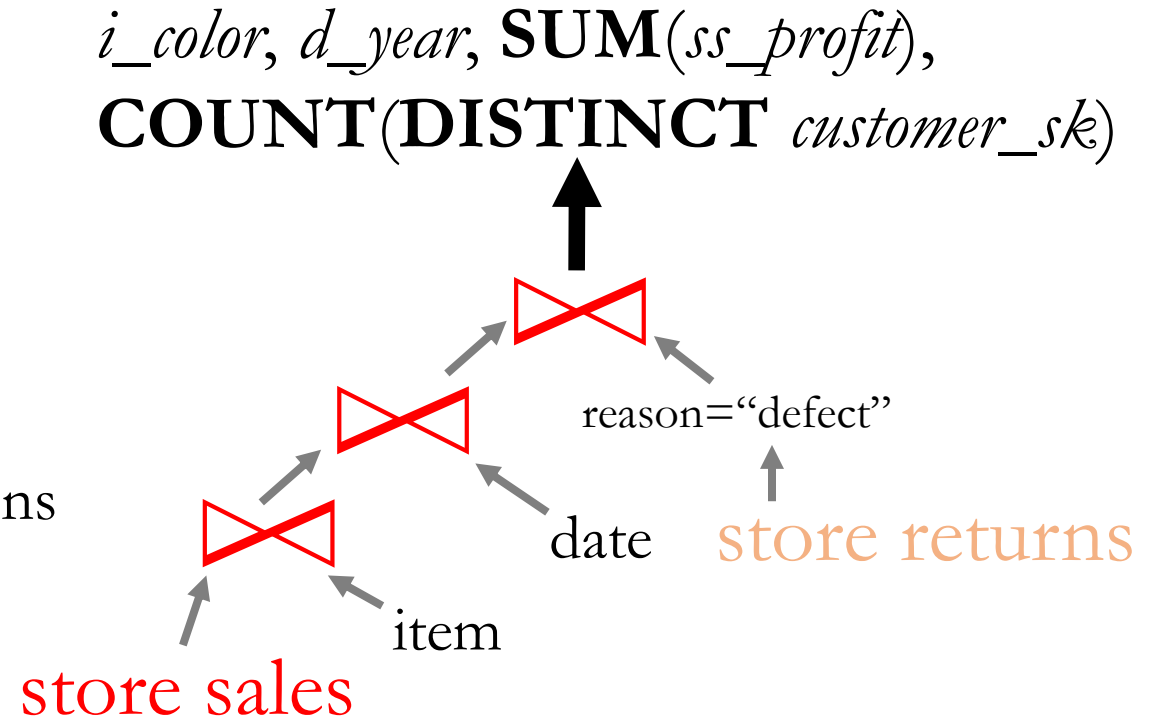 i_color, d_year, SUM(ss_profit),
COUNT(DISTINCT customer_sk)
reason=“defect”
ns
date
store returns
item
store sales